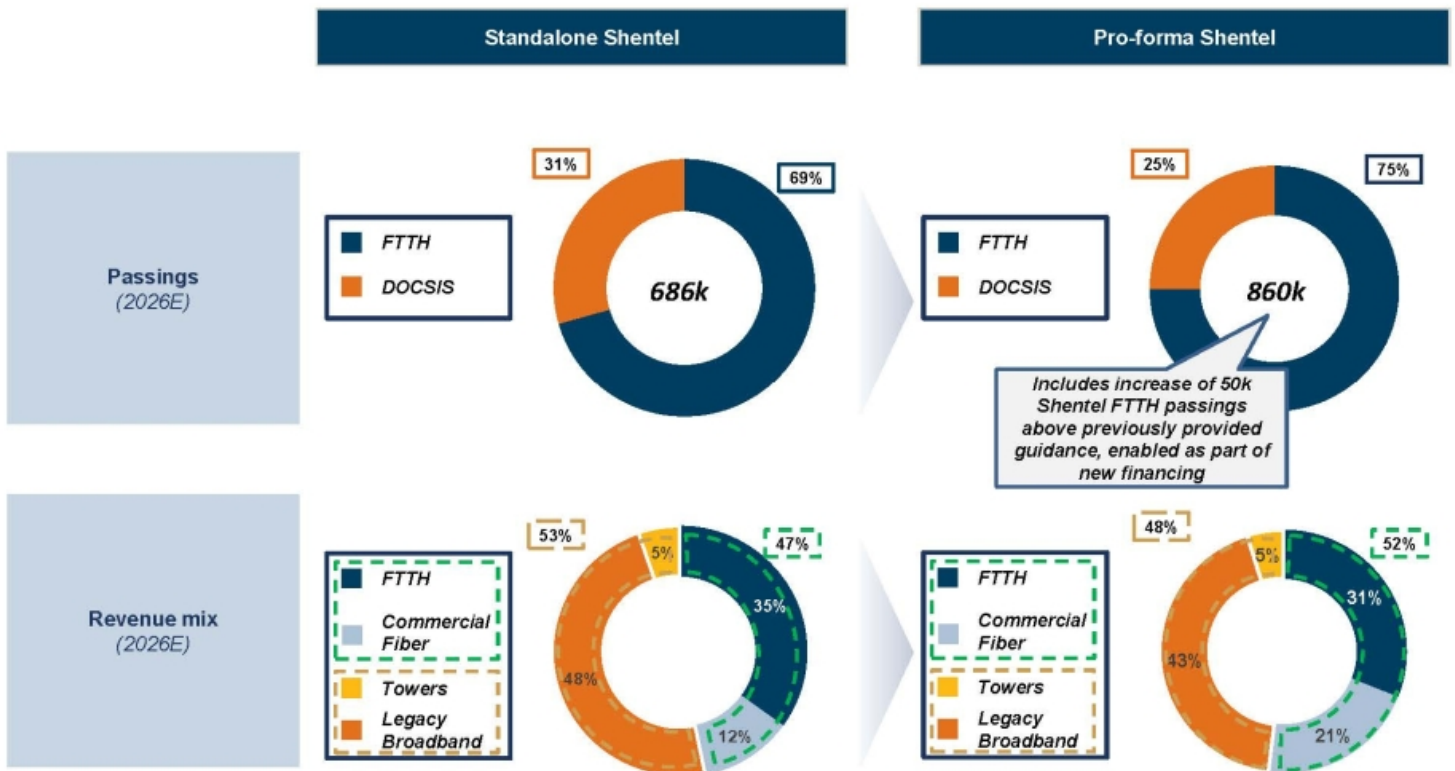 Standalone Shentel
Pro-forma Shentel
Passings
(2026E)
FTTH
DOCSIS
31%
69%
686k
FTTH
DOCSIS
25%
75%
860k
Includes increase of 50k
Shentel FTTH passings
above previously provided
guidance, enabled as part of
new financing
Revenue mix
(2026E)
FTTH
Commercial
Fiber
Towers
Legacy
Broadband
53%
47%
5%
35%
48%
12%
FTTH
Commercial
Fiber
Towers
Legacy
Broadband
48%
52%
5%
31%
43%
21%